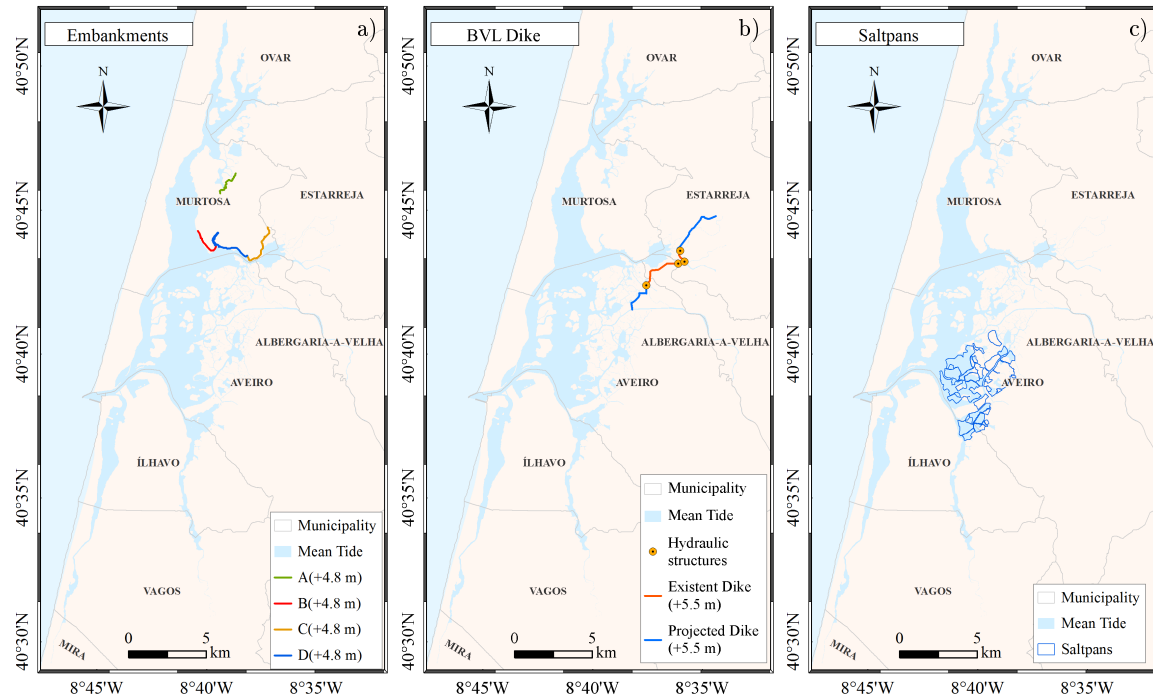 Embankments
a)
N
OVAR
ESTARREJA
MURTOSA
ALBERGARIA-A-VELHA
AVEIRO
ÍLHAVO
VAGOS
MIRA
Municipality
Mean Tide
A(+4.8 m)
B(+4.8 m)
C(+4.8 m)
D(+4.8 m)
0 5
km
40°50'N
40°45'N
40°40'N
40°35'N
40°30'N
8°45'W 8°40'W 8°35'W
BVL Dike
b)
N
OVAR
ESTARREJA
MURTOSA
ALBERGARIA-A-VELHA
AVEIRO
ÍLHAVO
VAGOS
MIRA
Municipality
Mean Tide
Hydraulic
structures
Existent Dike
(+5.5 m)
Projected Dike
(+5.5 m)
0 5
km
40°50'N
40°45'N
40°40'N
40°35'N
40°30'N
8°45'W 8°40'W 8°35'W
Saltpans
c)
N
OVAR
ESTARREJA
MURTOSA
ALBERGARIA-A-VELHA
AVEIRO
ÍLHAVO
VAGOS
MIRA
Municipality
Mean Tide
Saltpans
0 5
km
40°50'N
40°45'N
40°40'N
40°35'N
40°30'N
8°45'W 8°40'W 8°35'W